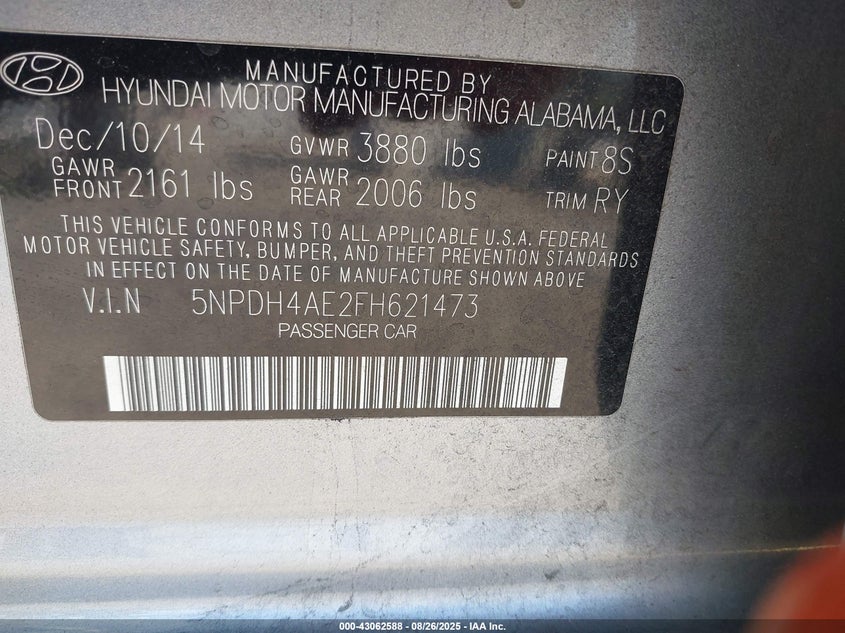 MANUFACTURED BY
HYUNDAI MOTOR MANUFACTURING ALABAMA, LLC
Dec/10/14 GVWR 3880 lbs PAINT 8S
GAWR FRONT 2161 lbs GAWR REAR 2006 lbs TRIM RY
THIS VEHICLE CONFORMS TO ALL APPLICABLE U.S.A. FEDERAL
MOTOR VEHICLE SAFETY, BUMPER, AND THEFT PREVENTION STANDARDS
IN EFFECT ON THE DATE OF MANUFACTURE SHOWN ABOVE
V.I.N 5NPDH4AE2FH621473
PASSENGER CAR
000-43062588 | 08/26/2025 - IAA Inc.